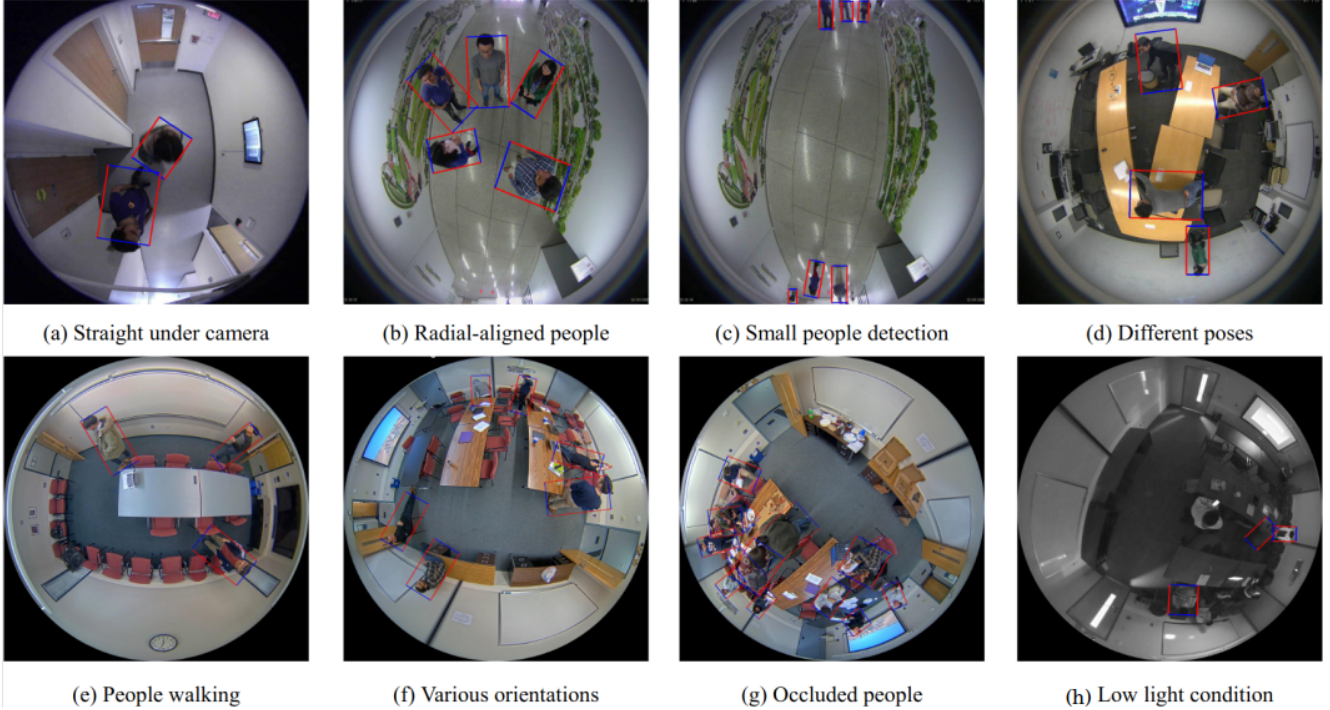 (a) Straight under camera
(b) Radial-aligned people
(c) Small people detection
(d) Different poses
(e) People walking
(f) Various orientations
(g) Occluded people
(h) Low light condition